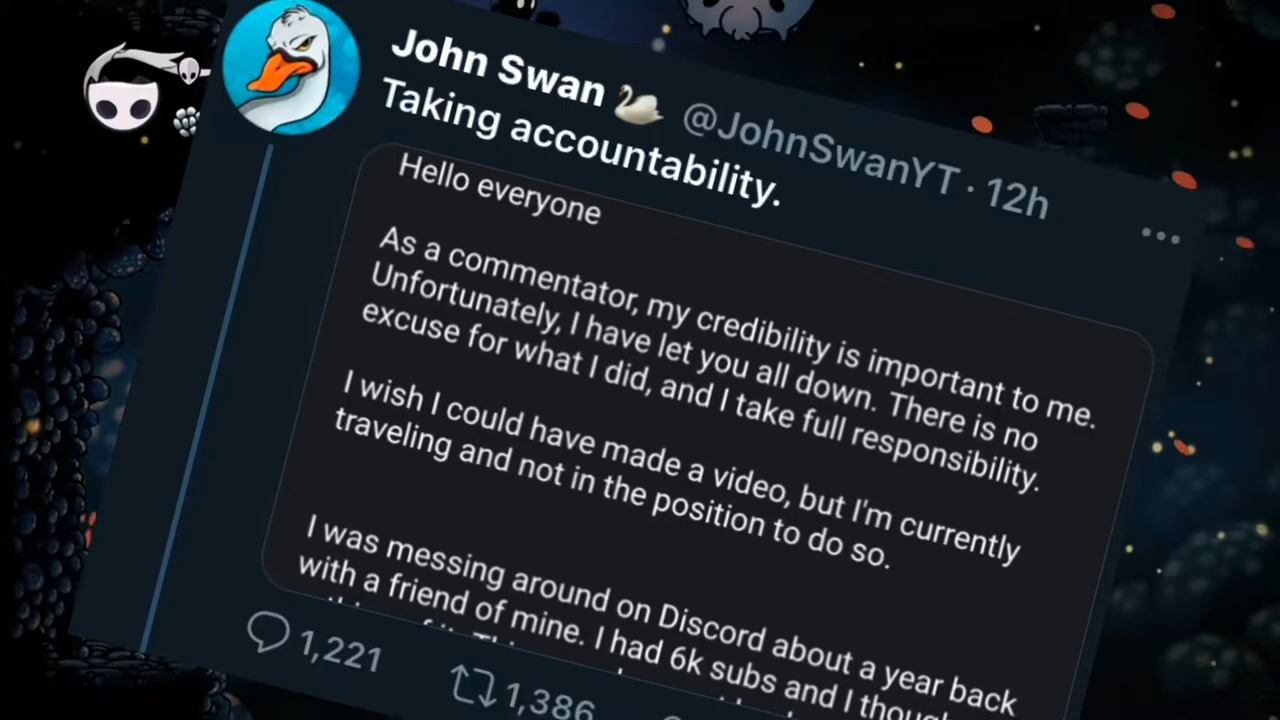 John Swan 🦢 @JohnSwanYT · 12h
Taking accountability.
Hello everyone
As a commentator, my credibility is important to me.
Unfortunately, I have let you all down. There is no
excuse for what I did, and I take full responsibility.
I wish I could have made a video, but I'm currently
traveling and not in the position to do so.
I was messing around on Discord about a year back
with a friend of mine. I had 6k subs and I
1,221
1,386